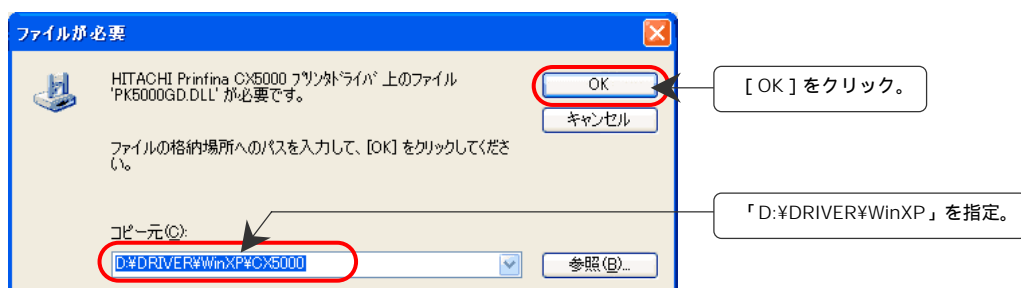 ファイルが必要
HITACHI Printfina CX5000 プリンタドライバ 上のファイル
'PK5000GD.DLL' が必要です。
ファイルの格納場所へのパスを入力して、[OK] をクリックしてくださ
い。
OK
キャンセル
[ OK ] をクリック。
コピー元(C):
D:¥DRIVER¥WinXP¥CX5000
参照(B)...
「D:¥DRIVER¥WinXP」を指定。